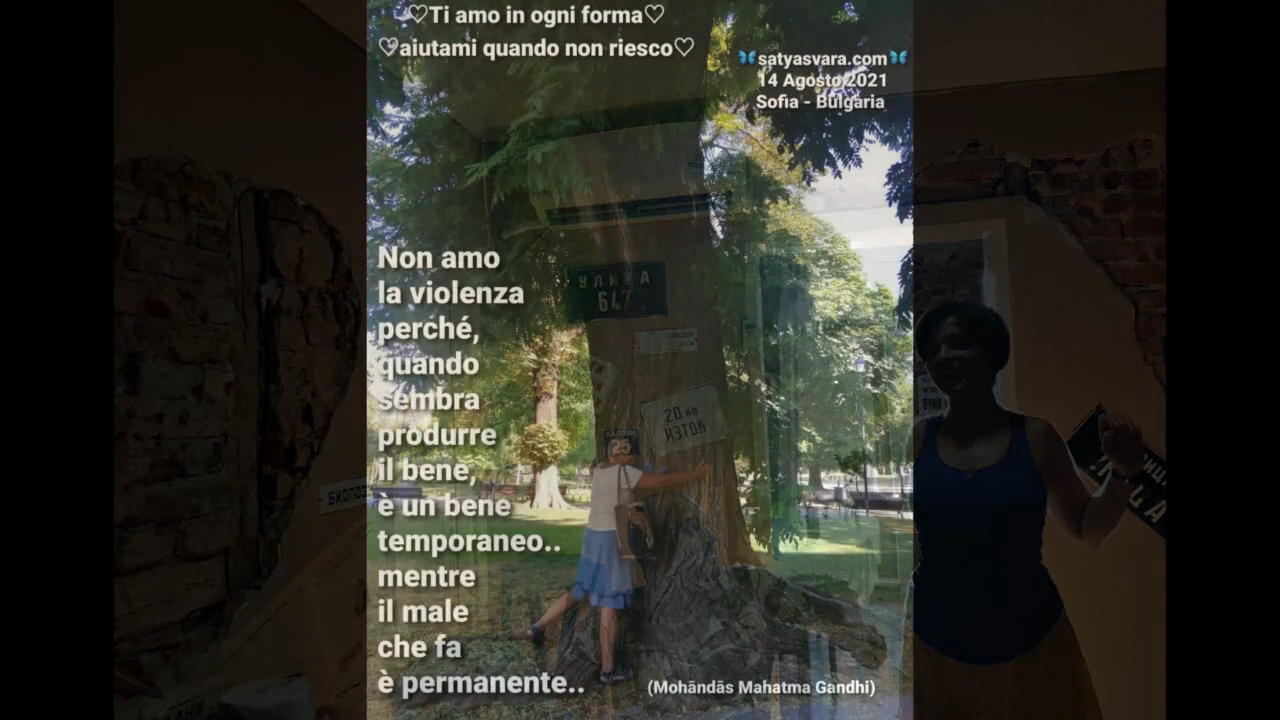 ♡Ti amo in ogni forma♡
♡aiutami quando non riesco♡
🦋satyasvara.com🦋
14 Agosto 2021
Sofia - Bulgaria
Non amo
la violenza
perché,
quando
sembra
produrre
il bene,
è un bene
temporaneo..
mentre
il male
che fa
è permanente..
(Mohāndās Mahatma Gandhi)
УЛИЦА
20 КВ
ИЗТОК
25